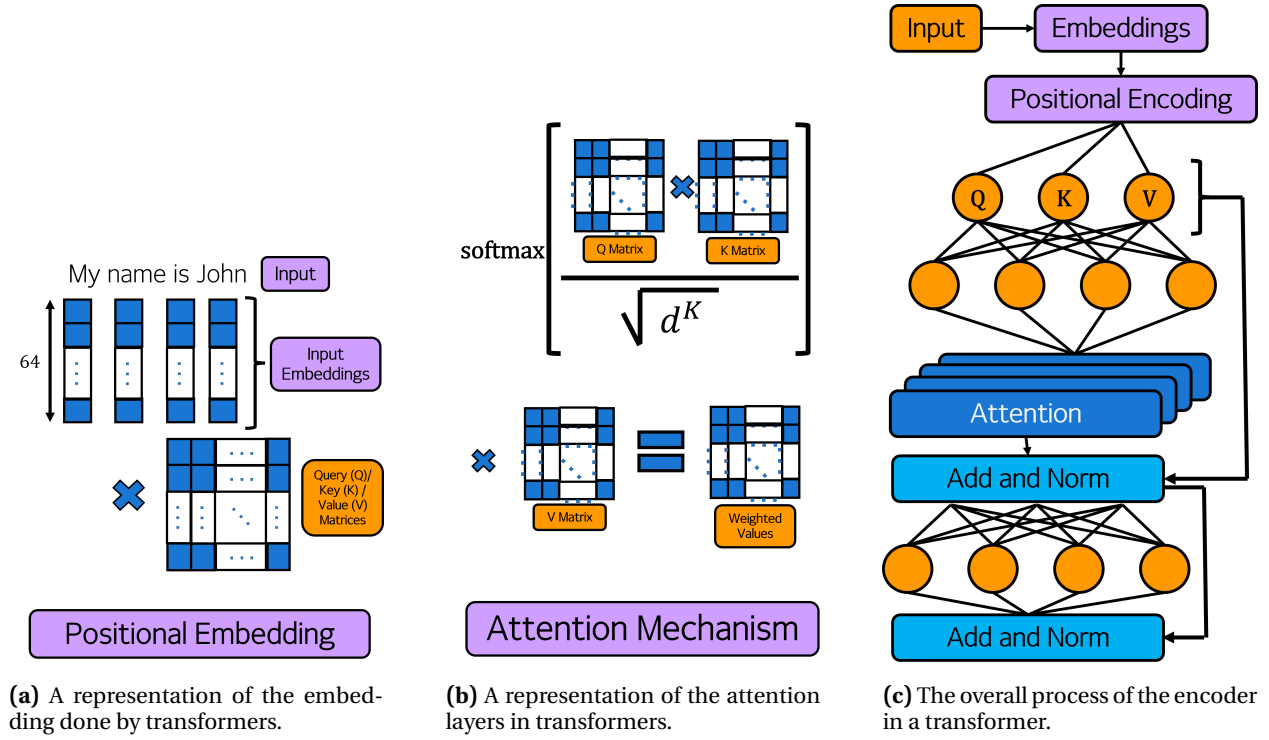 My name is John
Input
64
Input
Embeddings
Query (Q)/
Key (K) /
Value (V)
Matrices
Positional Embedding
(a) A representation of the embed-
ding done by transformers.
softmax
Q Matrix
K Matrix
√d^K
V Matrix
Weighted
Values
Attention Mechanism
(b) A representation of the attention
layers in transformers.
Input
Embeddings
Positional Encoding
Q K V
Attention
Add and Norm
Add and Norm
(c) The overall process of the encoder
in a transformer.